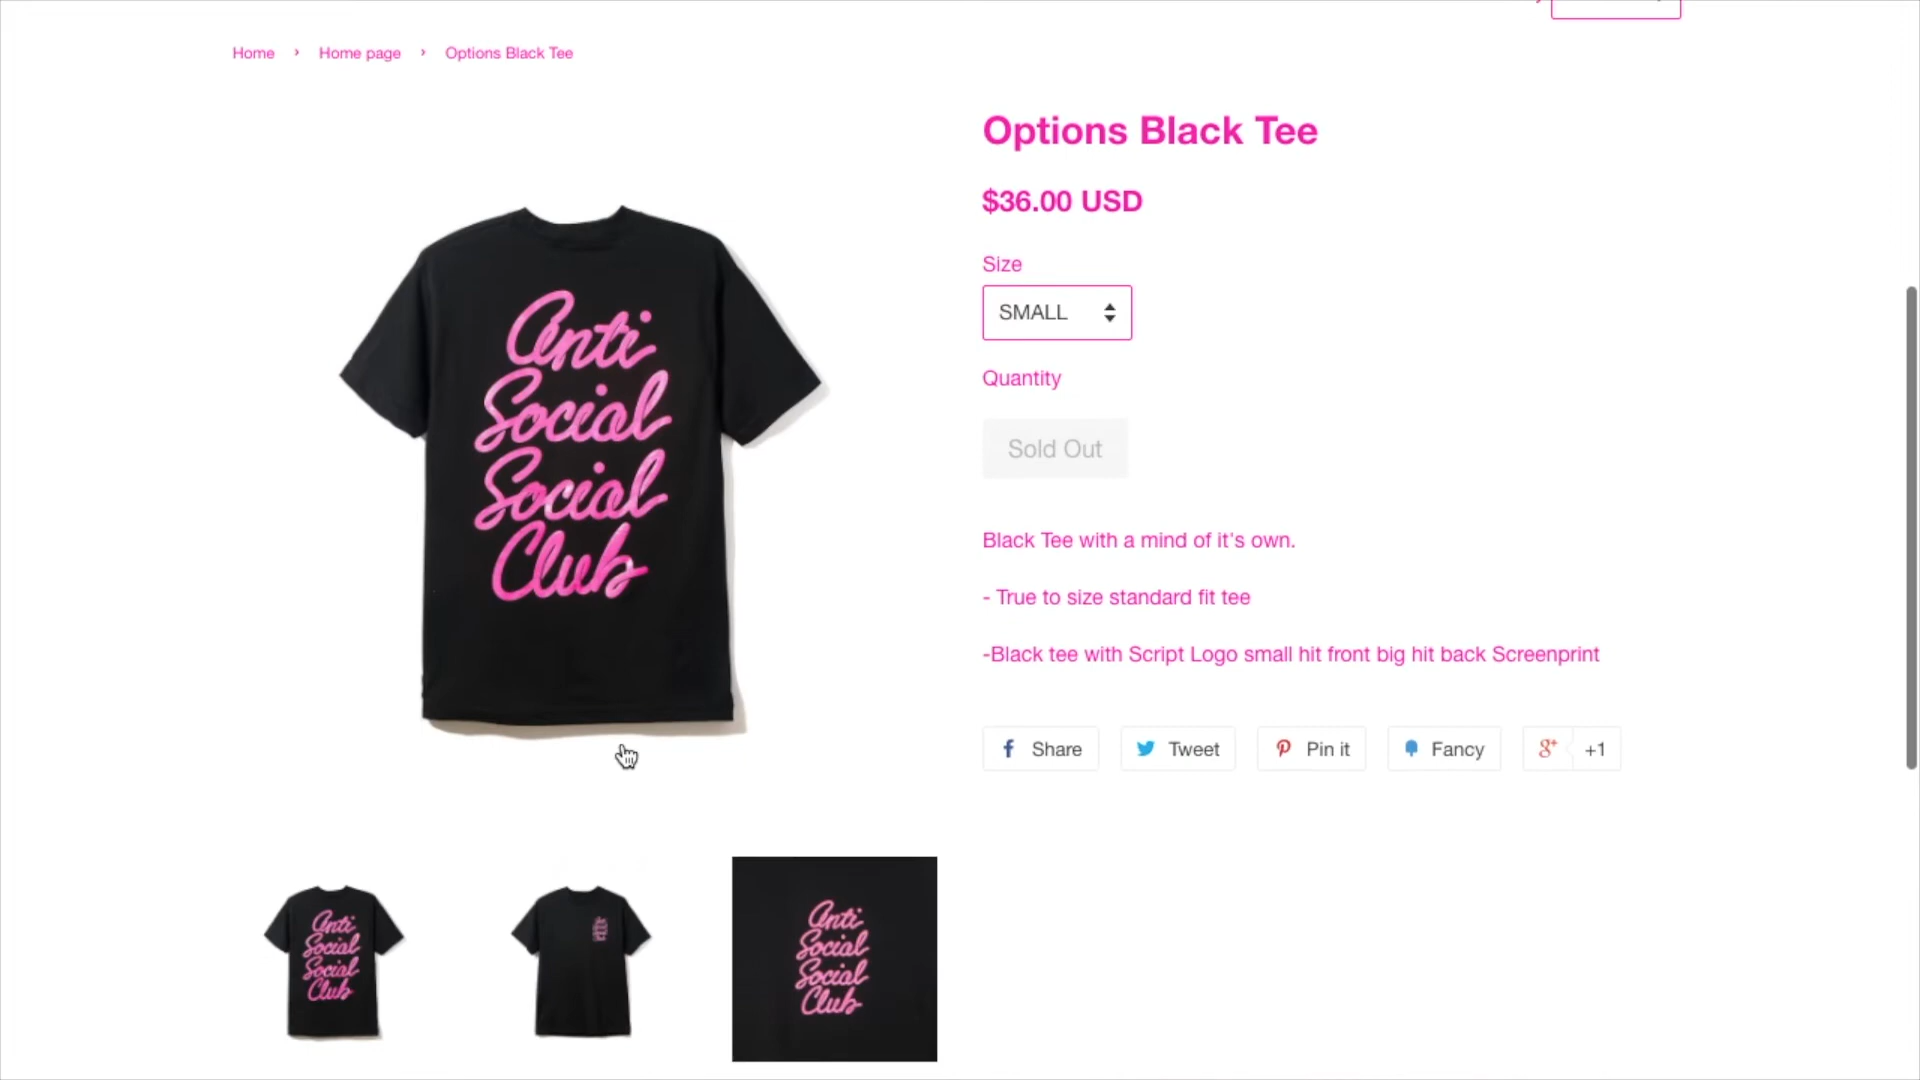 Home › Home page › Options Black Tee
Options Black Tee
$36.00 USD
Size
SMALL
Quantity
Sold Out
Black Tee with a mind of it's own.
- True to size standard fit tee
-Black tee with Script Logo small hit front big hit back Screenprint
Share
Tweet
Pin it
Fancy
g+ +1
Anti
Social
Social
Club
Anti
Social
Social
Club
Anti
Social
Social
Club